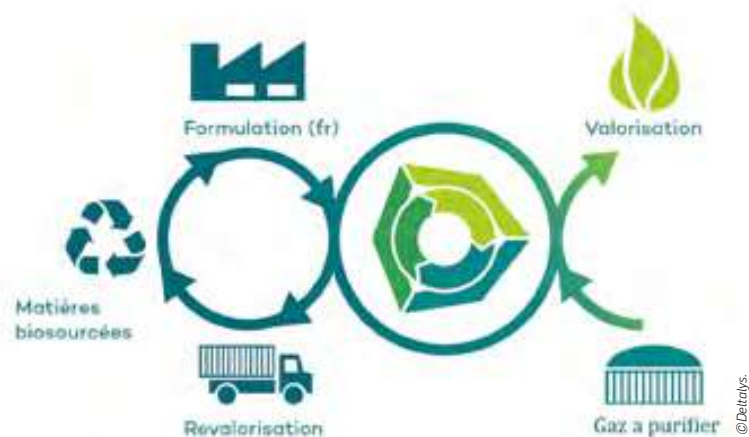 Formulation (fr)
Valorisation
Matières
biosourcées
Revalorisation
Gaz a purifier
©Deltalys.